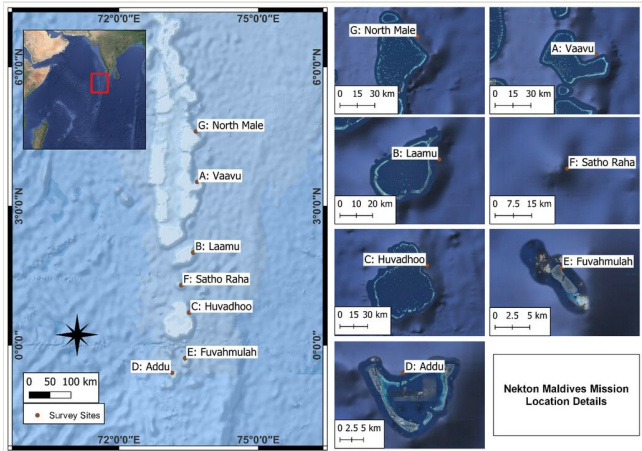 72°0'0"E
75°0'0"E
6°0'0"N
3°0'0"N
0°0'0"
G: North Male
A: Vaavu
B: Laamu
F: Satho Raha
C: Huvadhoo
E: Fuvahmulah
D: Addu
0 50 100 km
Survey Sites
72°0'0"E
75°0'0"E
6°0'0"N
3°0'0"N
0°0'0"
G: North Male
0 15 30 km
A: Vaavu
0 15 30 km
B: Laamu
0 10 20 km
F: Satho Raha
0 7.5 15 km
C: Huvadhoo
0 15 30 km
E: Fuvahmulah
0 2.5 5 km
D: Addu
0 2.5 5 km
Nekton Maldives Mission
Location Details